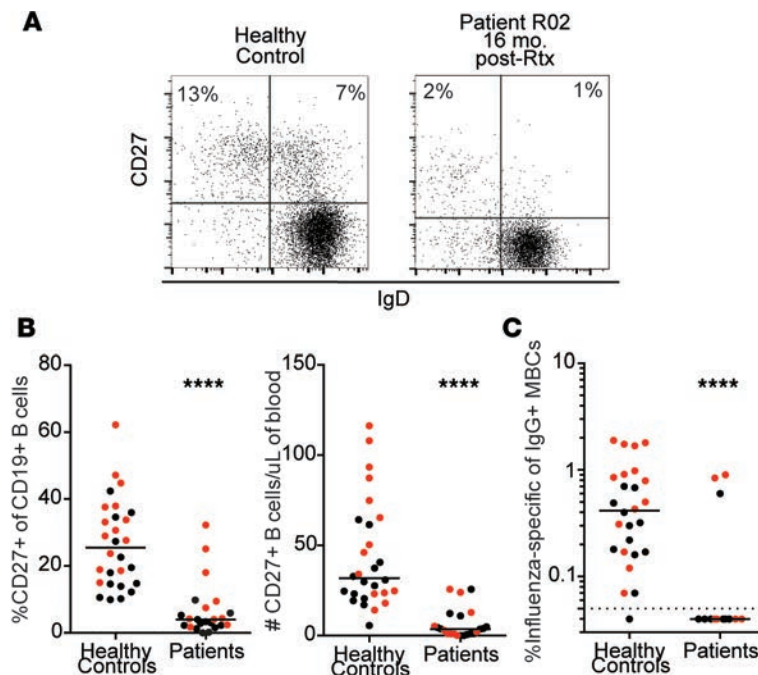 A
Healthy
Control
Patient R02
16 mo.
post-Rtx
13%
7%
2%
1%
CD27
IgD
B
%CD27+ of CD19+ B cells
80
60
40
20
0
****
Healthy
Controls
Patients
# CD27+ B cells/uL of blood
150
100
50
0
****
Healthy
Controls
Patients
C
%Influenza-specific of IgG+ MBCs
10
1
0.1
****
Healthy
Controls
Patients